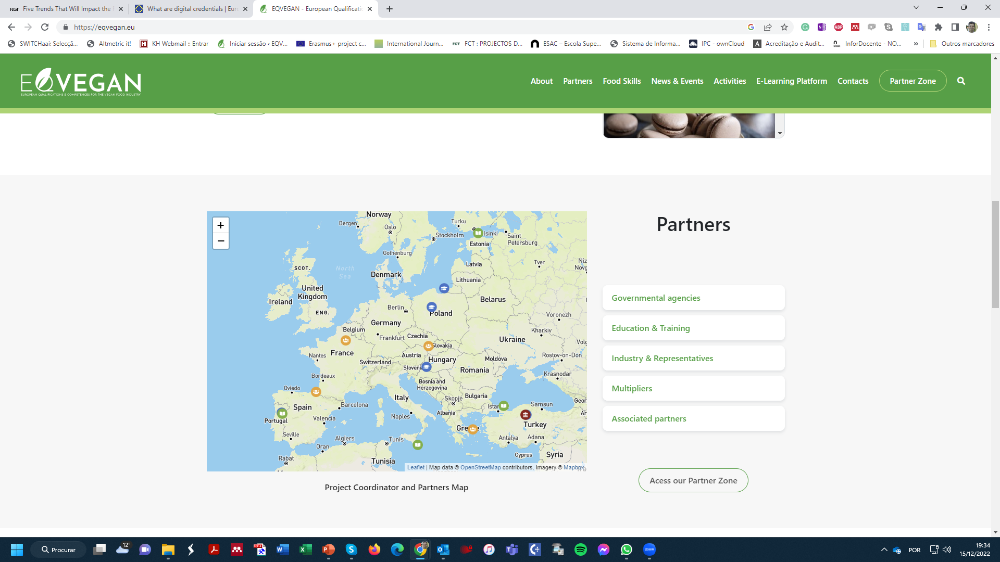 Five Trends That Will Impact the
What are digital credentials | Euro
EQVEGAN - European Qualificatio
https://eqvegan.eu
SWITCHaai: Selecçã...
Altmetric it!
KH Webmail :: Entrar
Iniciar sessão ‹ EQV...
Erasmus+ project c...
International Journ...
FCT : PROJECTOS D...
ESAC – Escola Supe...
Sistema de Informa...
IPC - ownCloud
Acreditação e Audit...
InforDocente - NO...
»
Outros marcadores
EQVEGAN
EUROPEAN QUALIFICATIONS & COMPETENCES FOR THE VEGAN FOOD INDUSTRY
About
Partners
Food Skills
News & Events
Activities
E-Learning Platform
Contacts
Partner Zone
+
−
Norway
Bergen
Oslo
Turku
lsinki
Stockholm
Saint
Petersburg
Estonia
Gothenburg
Latvia
Tver
Niz
Novg
SCOT.
North
Sea
Denmark
Lithuania
United
Kingdom
Ireland
Belarus
Berlin
ENG.
Poland
Voronezh
Germany
Belgium
Kharkiv
Frankfurt
Czechia
Ukraine
Volg
Slovakia
France
Nantes
Austria
Hungary
Moldova
Rostov-on-Don
Switzerland
Slovenia
Romania
Krasnodar
Bordeaux
Bosnia and
Herzegovina
Oviedo
Italy
Skopje
Bulgaria
Geor
Spain
Barcelona
Istan
Samsun
Ar
Portugal
Valencia
Naples
Albania
Greece
Turkey
Seville
Algiers
Tunis
Antalya
Adana
Oran
Cyprus
Syria
Rabat
Tunisia
Leaflet | Map data © OpenStreetMap contributors, Imagery © Mapbox
Project Coordinator and Partners Map
Partners
Governmental agencies
Education & Training
Industry & Representatives
Multipliers
Associated partners
Acess our Partner Zone
Procurar
12°
POR
19:34
15/12/2022